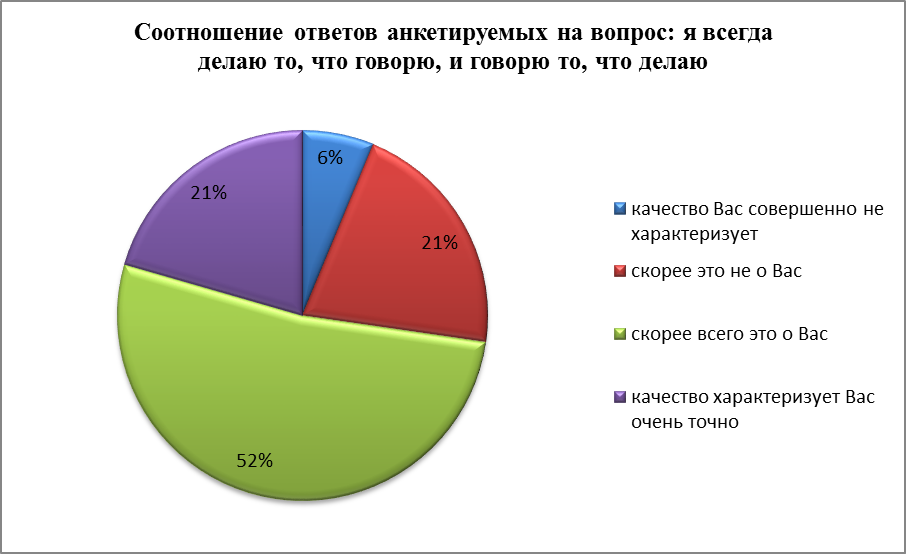 Соотношение ответов анкетируемых на вопрос: я всегда
делаю то, что говорю, и говорю то, что делаю
6%
21%
21%
52%
качество Вас совершенно не
характеризует
скорее это не о Вас
скорее всего это о Вас
качество характеризует Вас
очень точно